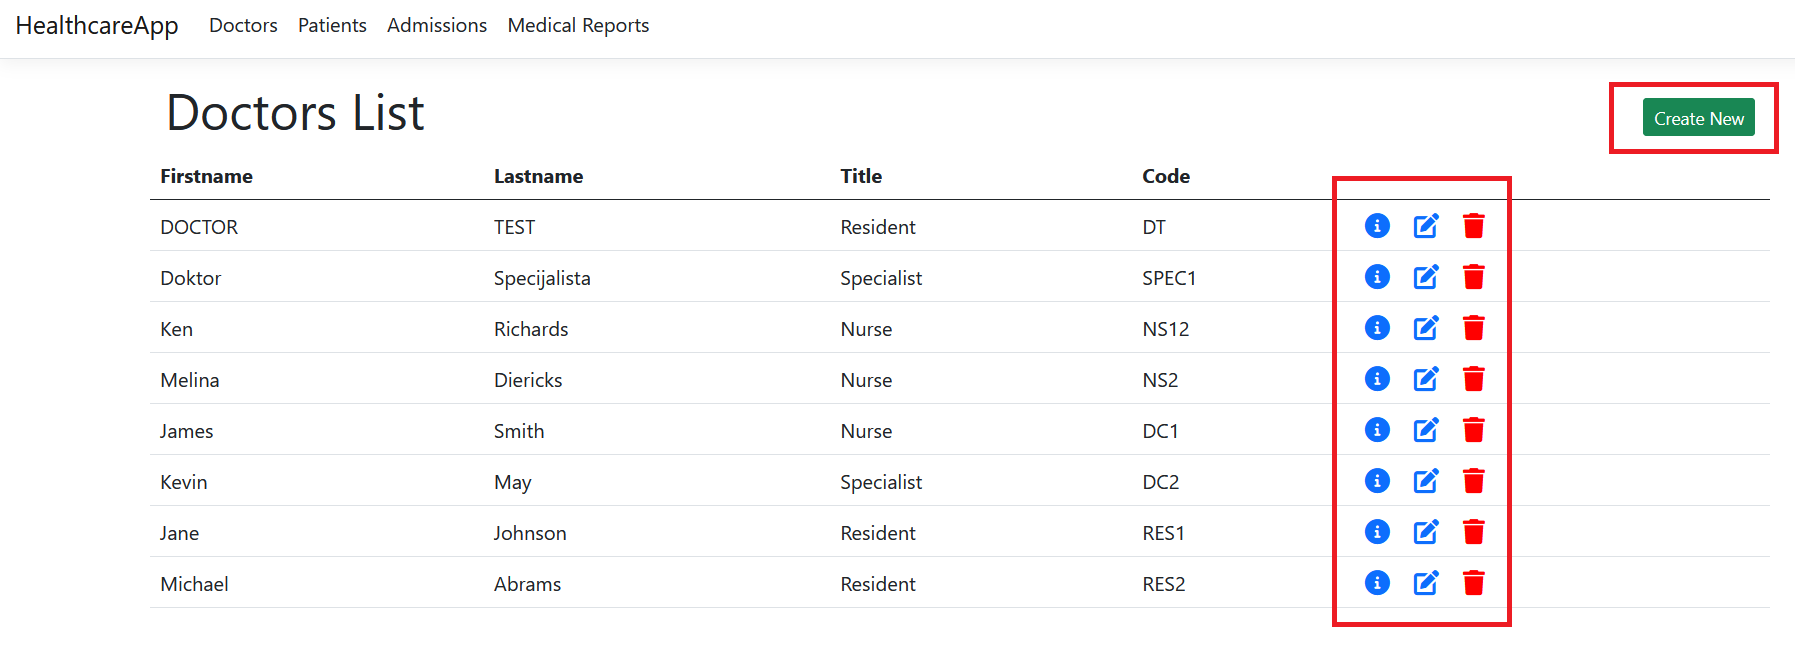 HealthcareApp Doctors Patients Admissions Medical Reports
Doctors List Create New
Firstname Lastname Title Code
DOCTOR TEST Resident DT
Doktor Specijalista Specialist SPEC1
Ken Richards Nurse NS12
Melina Diericks Nurse NS2
James Smith Nurse DC1
Kevin May Specialist DC2
Jane Johnson Resident RES1
Michael Abrams Resident RES2